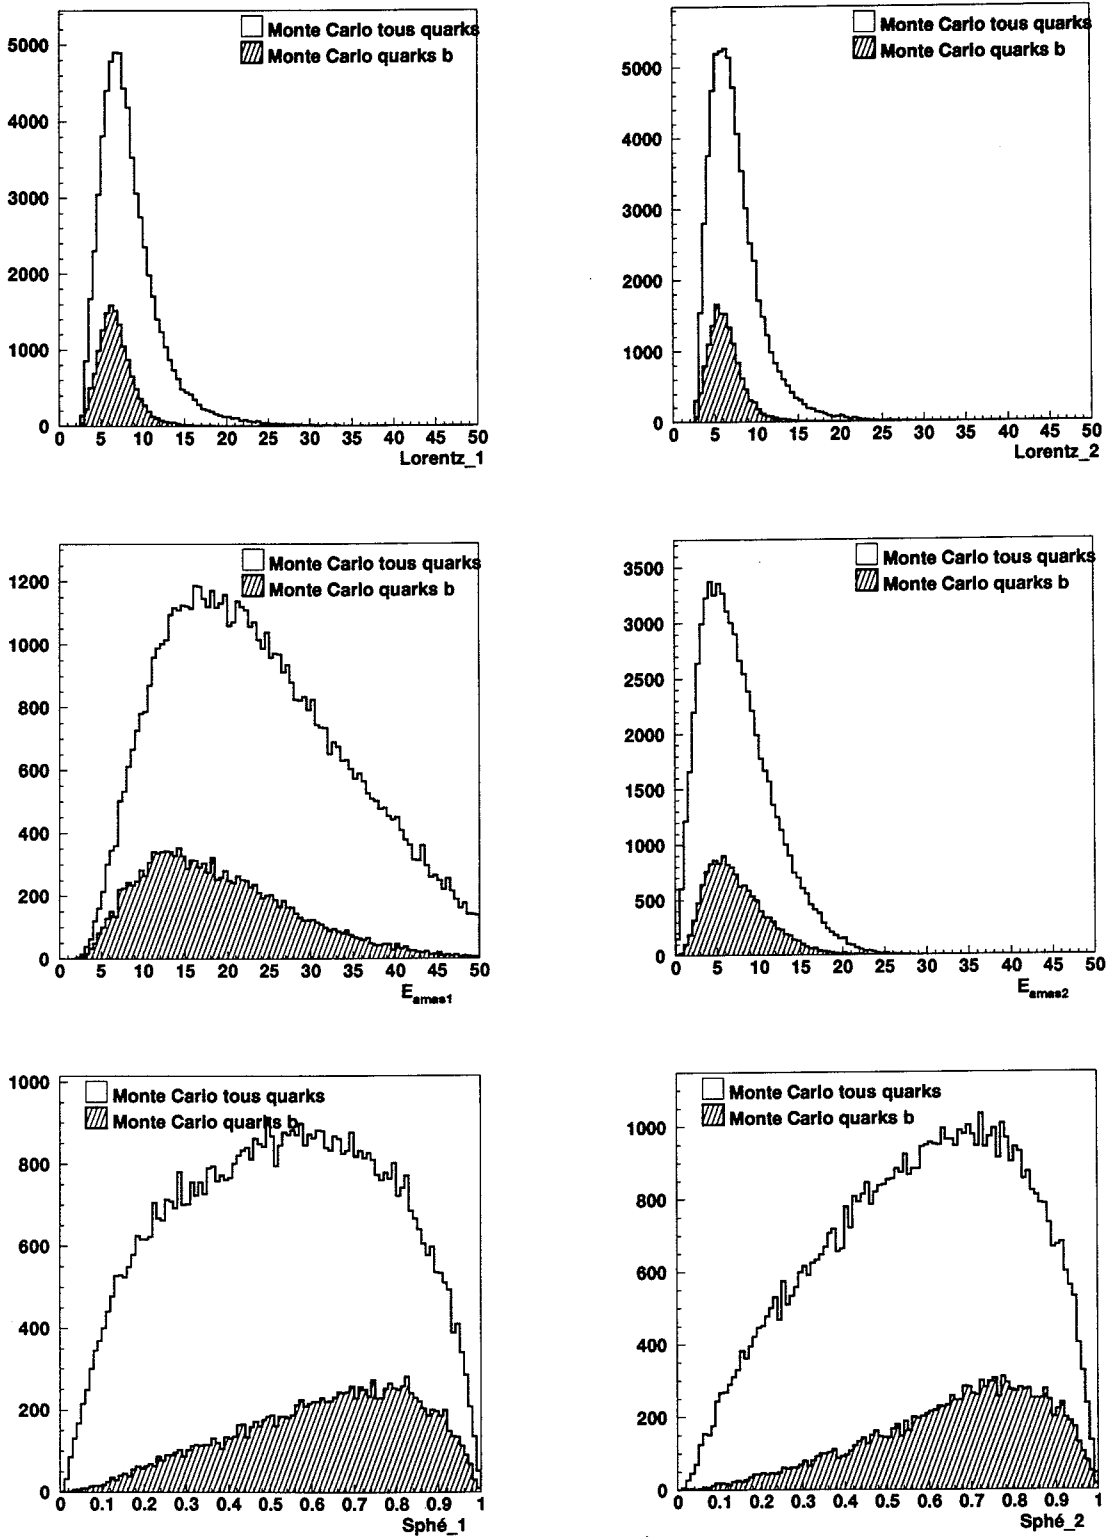 Monte Carlo tous quarks
Monte Carlo quarks b
5000
4000
3000
2000
1000
0
0 5 10 15 20 25 30 35 40 45 50
Lorentz_1
Monte Carlo tous quarks
Monte Carlo quarks b
5000
4000
3000
2000
1000
0
0 5 10 15 20 25 30 35 40 45 50
Lorentz_2
Monte Carlo tous quarks
Monte Carlo quarks b
1200
1000
800
600
400
200
0
0 5 10 15 20 25 30 35 40 45 50
E amas1
Monte Carlo tous quarks
Monte Carlo quarks b
3500
3000
2500
2000
1500
1000
500
0
0 5 10 15 20 25 30 35 40 45 50
E amas2
Monte Carlo tous quarks
Monte Carlo quarks b
1000
800
600
400
200
0
0 0.1 0.2 0.3 0.4 0.5 0.6 0.7 0.8 0.9 1
Sphé_1
Monte Carlo tous quarks
Monte Carlo quarks b
1000
800
600
400
200
0
0 0.1 0.2 0.3 0.4 0.5 0.6 0.7 0.8 0.9 1
Sphé_2